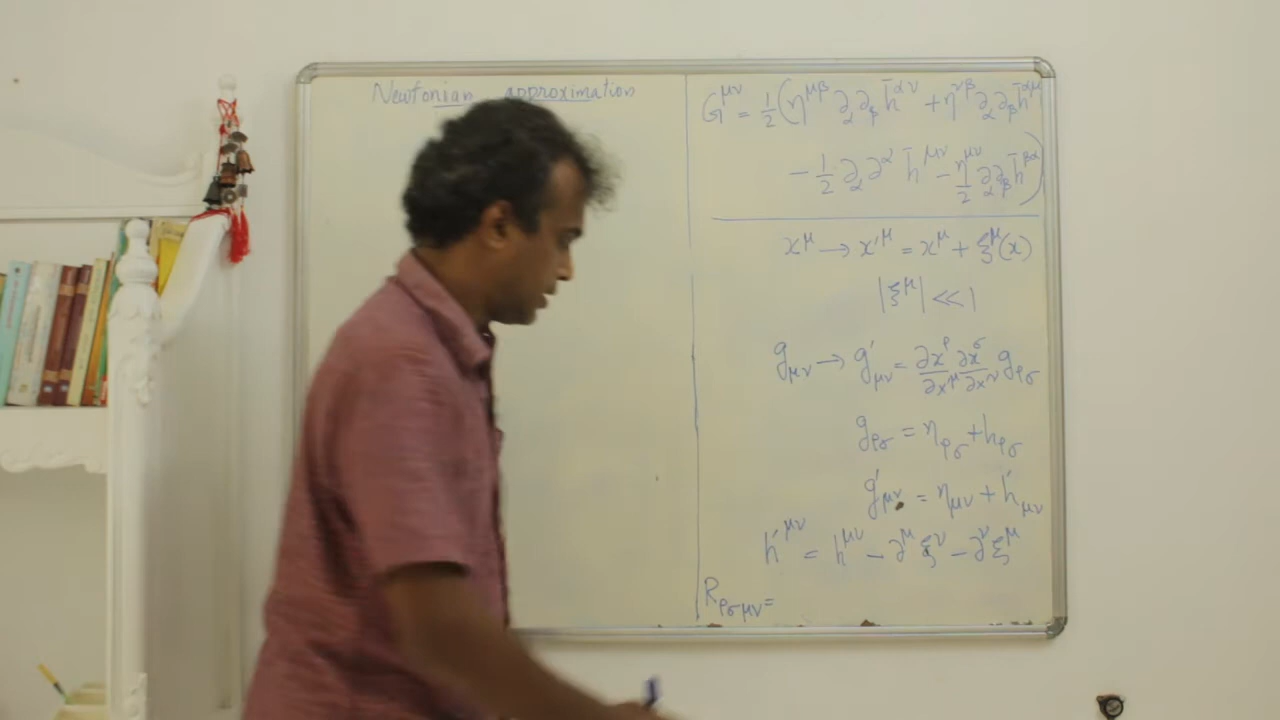 Newtonian approximation
G^{μν} = 1/2 (η^{μβ} ∂_α ∂_β h̄^{αν} + η^{νβ} ∂_α ∂_β h̄^{αμ}
− 1/2 ∂_α ∂^α h̄^{μν} − η^{μν}/2 ∂_α ∂_β h̄^{βα})
x^μ → x'^μ = x^μ + ξ^μ(x)
|ξ^μ| << 1
g_{μν} → g'_{μν} = ∂x^ρ/∂x'^μ ∂x^σ/∂x'^ν g_{ρσ}
g_{ρσ} = η_{ρσ} + h_{ρσ}
g'_{μν} = η_{μν} + h'_{μν}
h'^{μν} = h^{μν} − ∂^μ ξ^ν − ∂^ν ξ^μ
R_{ρσμν} =